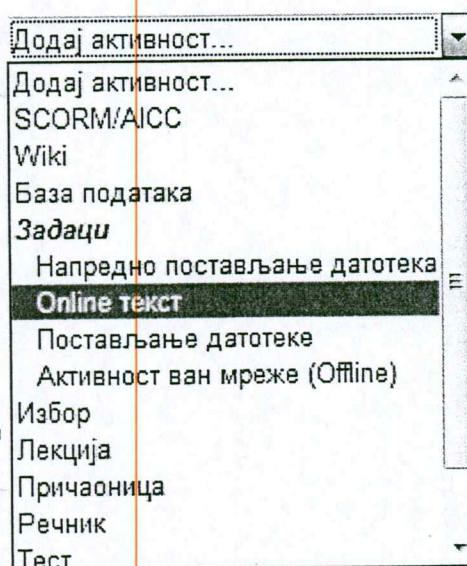 Додај активност...
Додај активност...
SCORM/AICC
Wiki
База података
Задаци
Напредно постављање датотека
Online текст
Постављање датотеке
Активност ван мреже (Offline)
Избор
Лекција
Причаоница
Речник
Тест